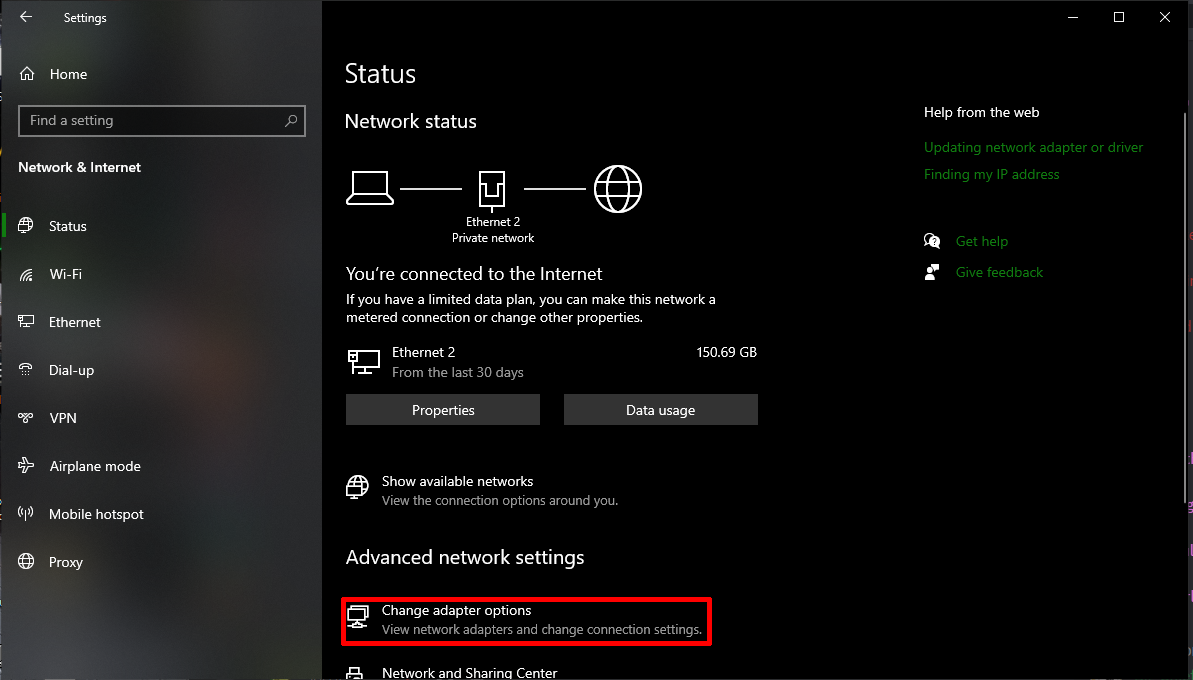 Settings
Home
Find a setting
Network & Internet
Status
Wi-Fi
Ethernet
Dial-up
VPN
Airplane mode
Mobile hotspot
Proxy
Status
Network status
Ethernet 2
Private network
You're connected to the Internet
If you have a limited data plan, you can make this network a
metered connection or change other properties.
Ethernet 2
150.69 GB
From the last 30 days
Properties
Data usage
Show available networks
View the connection options around you.
Advanced network settings
Change adapter options
View network adapters and change connection settings.
Network and Sharing Center
Help from the web
Updating network adapter or driver
Finding my IP address
Get help
Give feedback